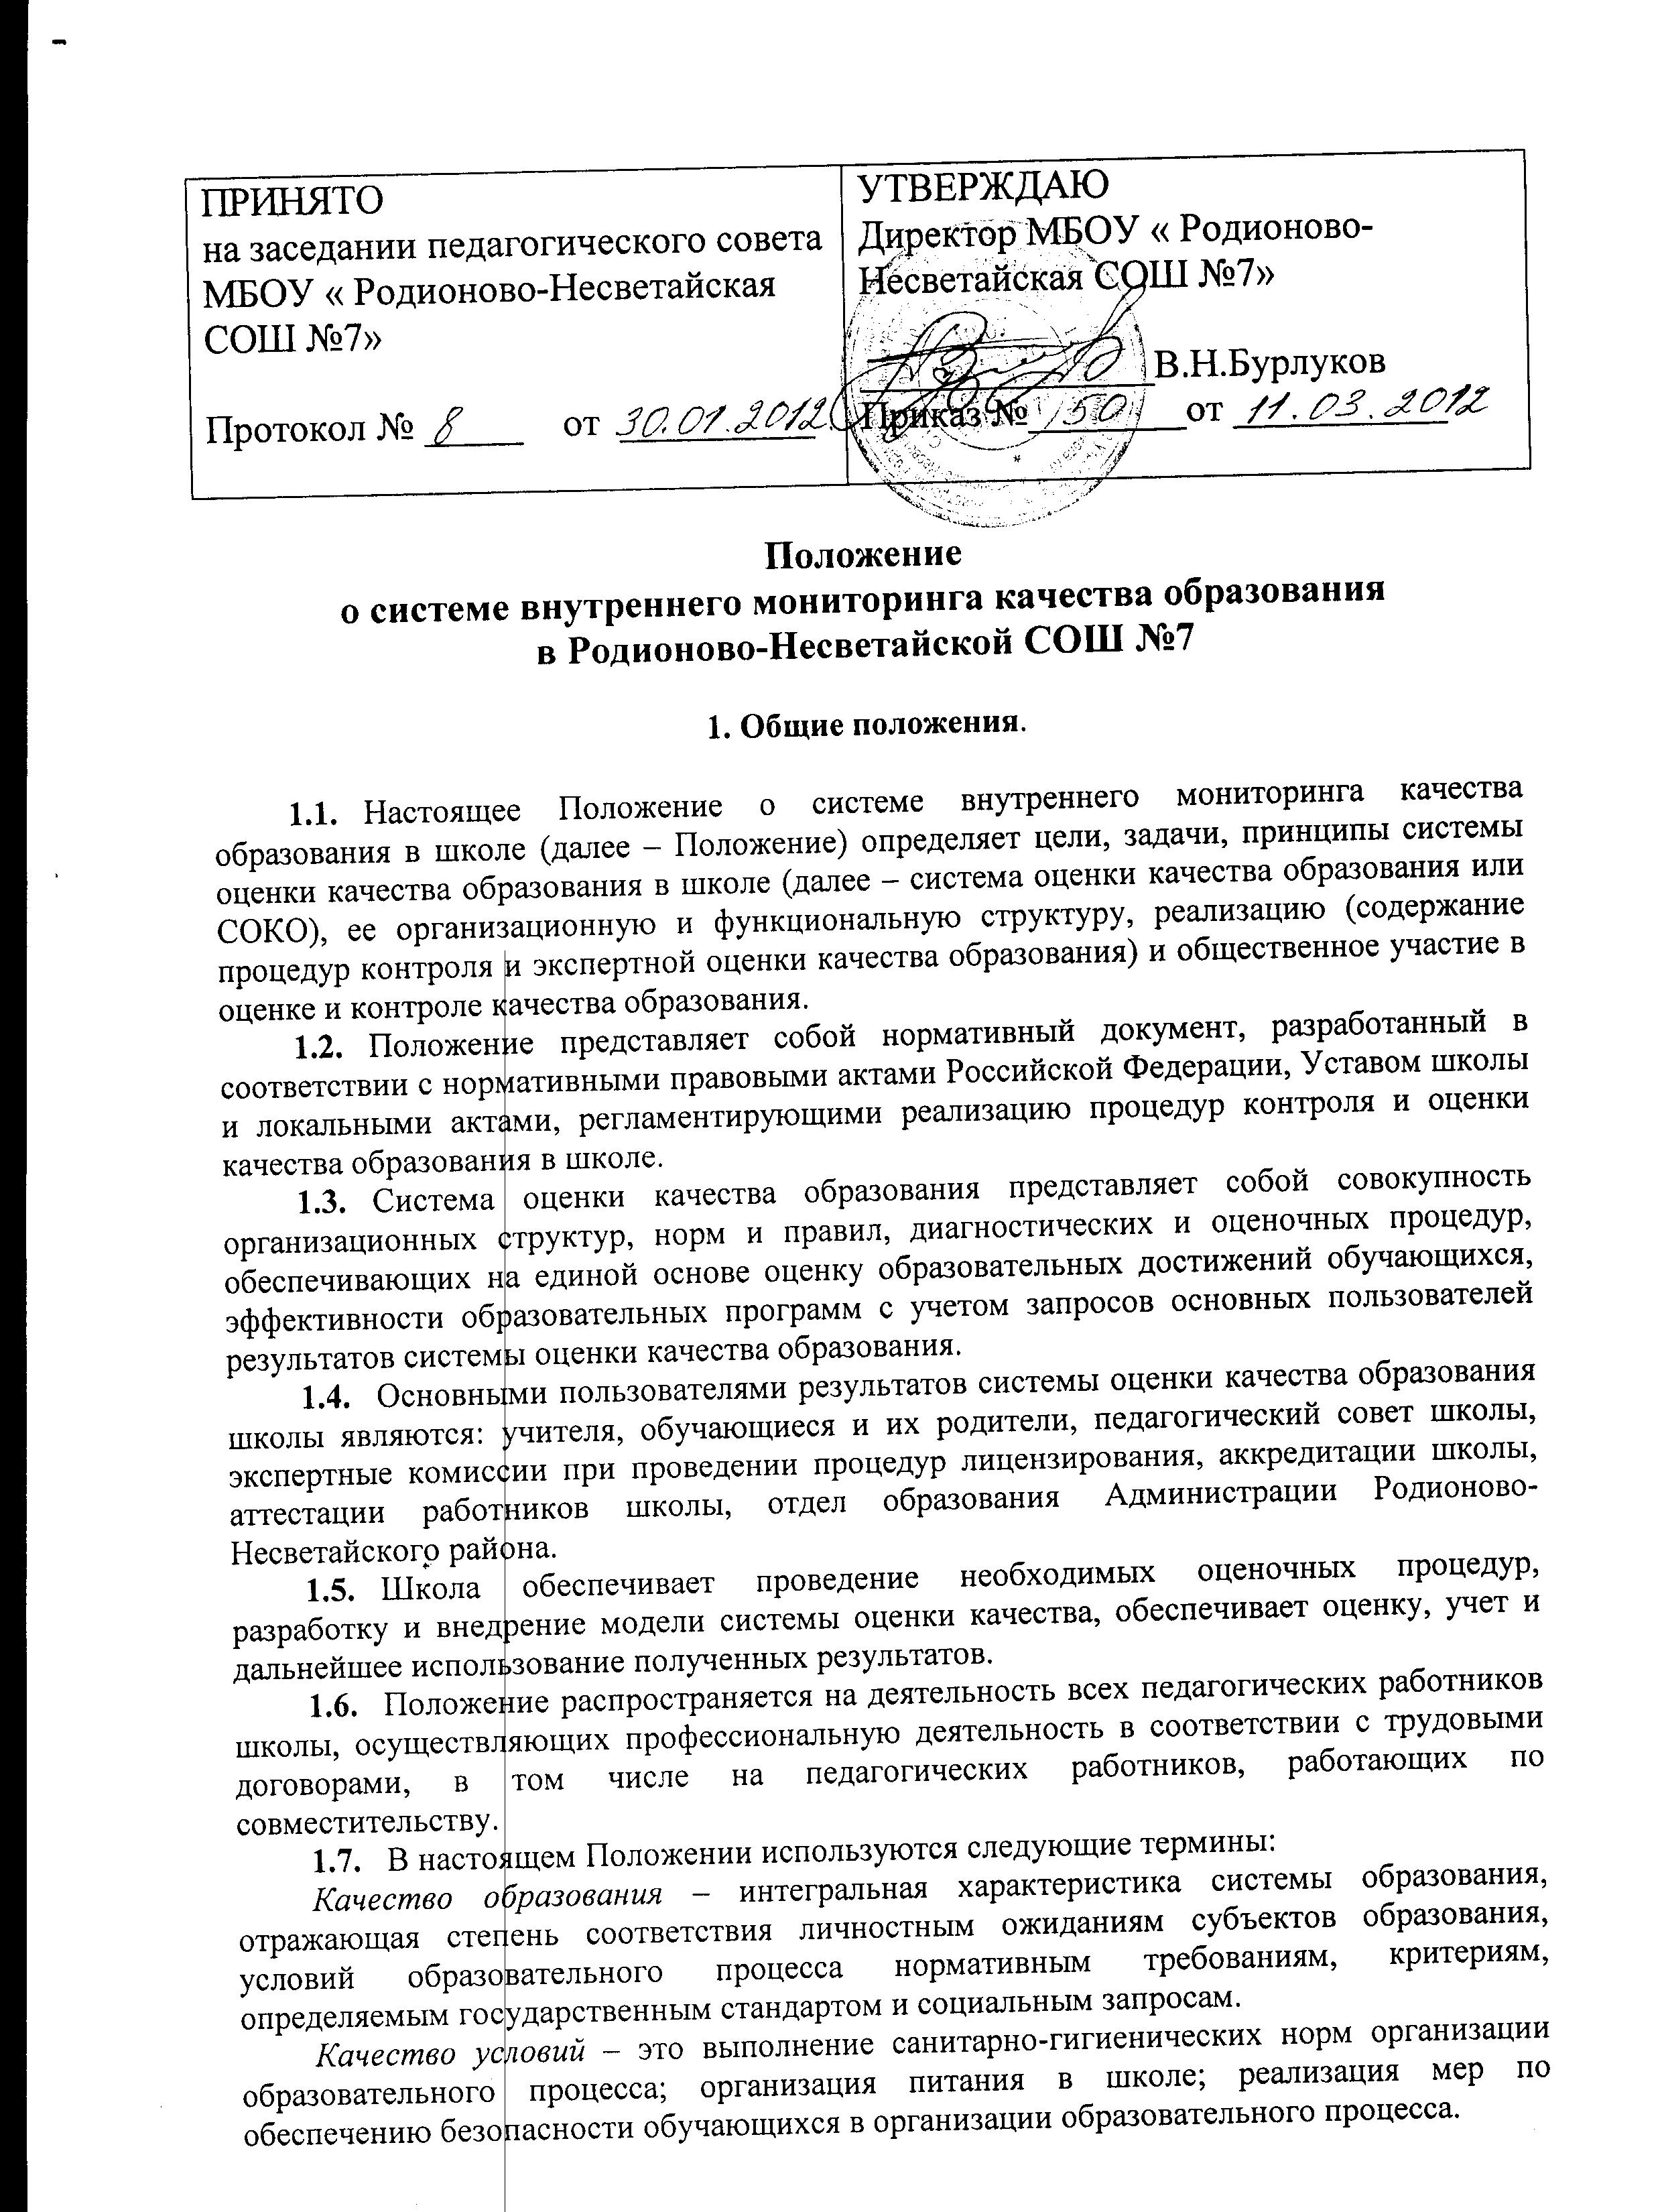 ПРИНЯТО
на заседании педагогического совета
МБОУ « Родионово-Несветайская
СОШ №7»
Протокол № 8 от 30.01.2012
УТВЕРЖДАЮ
Директор МБОУ « Родионово-
Несветайская СОШ №7»
В.Н.Бурлуков
Приказ № 150 от 11.03.2012
Положение
о системе внутреннего мониторинга качества образования
в Родионово-Несветайской СОШ №7
1. Общие положения.
1.1. Настоящее Положение о системе внутреннего мониторинга качества
образования в школе (далее – Положение) определяет цели, задачи, принципы системы
оценки качества образования в школе (далее – система оценки качества образования или
СОКО), ее организационную и функциональную структуру, реализацию (содержание
процедур контроля и экспертной оценки качества образования) и общественное участие в
оценке и контроле качества образования.
1.2. Положение представляет собой нормативный документ, разработанный в
соответствии с нормативными правовыми актами Российской Федерации, Уставом школы
и локальными актами, регламентирующими реализацию процедур контроля и оценки
качества образования в школе.
1.3. Система оценки качества образования представляет собой совокупность
организационных структур, норм и правил, диагностических и оценочных процедур,
обеспечивающих на единой основе оценку образовательных достижений обучающихся,
эффективности образовательных программ с учетом запросов основных пользователей
результатов системы оценки качества образования.
1.4. Основными пользователями результатов системы оценки качества образования
школы являются: учителя, обучающиеся и их родители, педагогический совет школы,
экспертные комиссии при проведении процедур лицензирования, аккредитации школы,
аттестации работников школы, отдел образования Администрации Родионово-
Несветайского района.
1.5. Школа обеспечивает проведение необходимых оценочных процедур,
разработку и внедрение модели системы оценки качества, обеспечивает оценку, учет и
дальнейшее использование полученных результатов.
1.6. Положение распространяется на деятельность всех педагогических работников
школы, осуществляющих профессиональную деятельность в соответствии с трудовыми
договорами, в том числе на педагогических работников, работающих по
совместительству.
1.7. В настоящем Положении используются следующие термины:
Качество образования – интегральная характеристика системы образования,
отражающая степень соответствия личностным ожиданиям субъектов образования,
условий образовательного процесса нормативным требованиям, критериям,
определяемым государственным стандартом и социальным запросам.
Качество условий – это выполнение санитарно-гигиенических норм организации
образовательного процесса; организация питания в школе; реализация мер по
обеспечению безопасности обучающихся в организации образовательного процесса.